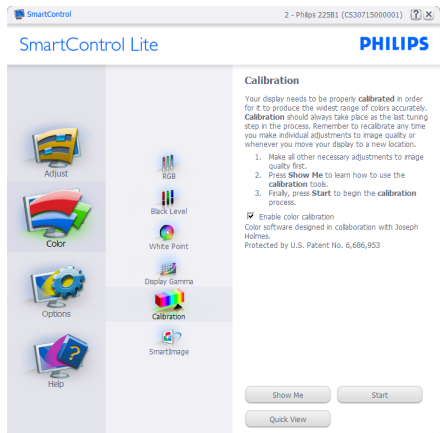 SmartControl
2 - Philips 225B1 (CS30715000001)
SmartControl Lite
PHILIPS
Adjust
Color
Options
Help
RGB
Black Level
White Point
Display Gamma
Calibration
SmartImage
Calibration
Your display needs to be properly calibrated in order
for it to produce the widest range of colors accurately.
Calibration should always take place as the last tuning
step in the process. Remember to recalibrate any time
you make individual adjustments to image quality or
whenever you move your display to a new location.
1. Make all other necessary adjustments to image
quality first.
2. Press Show Me to learn how to use the
calibration tools.
3. Finally, press Start to begin the calibration
process.
Enable color calibration
Color software designed in collaboration with Joseph
Holmes.
Protected by U.S. Patent No. 6,686,953
Show Me
Start
Quick View